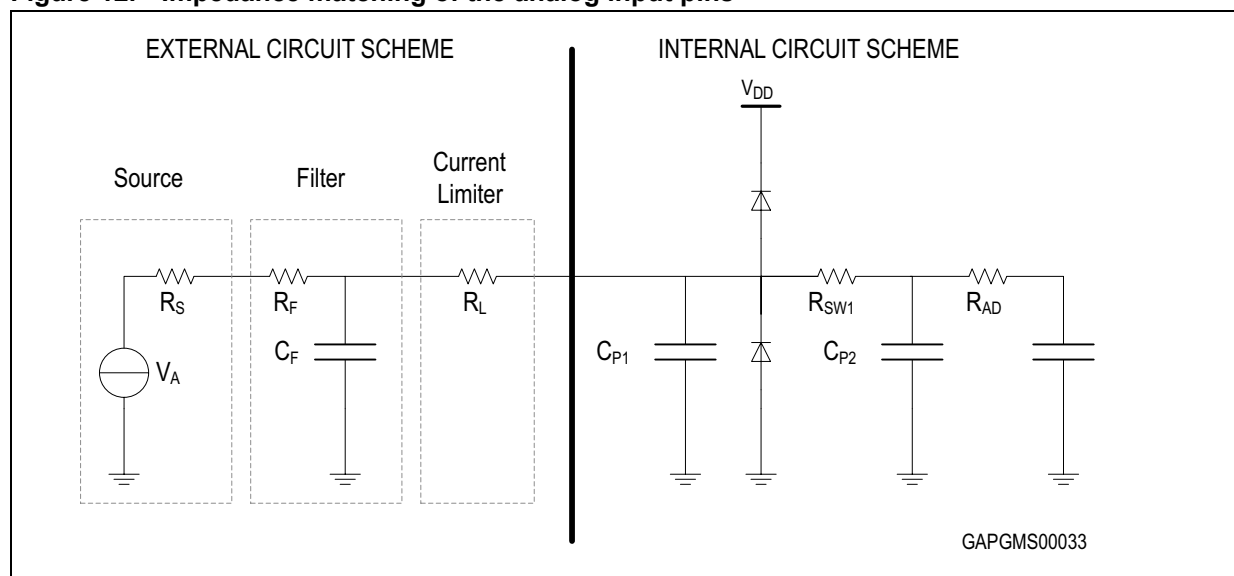 Figure 12. Impedance matching of the analog input pins
EXTERNAL CIRCUIT SCHEME
INTERNAL CIRCUIT SCHEME
VDD
Source
Filter
Current
Limiter
RS
RF
RL
RSW1
RAD
CF
CP1
CP2
VA
GAPGMS00033